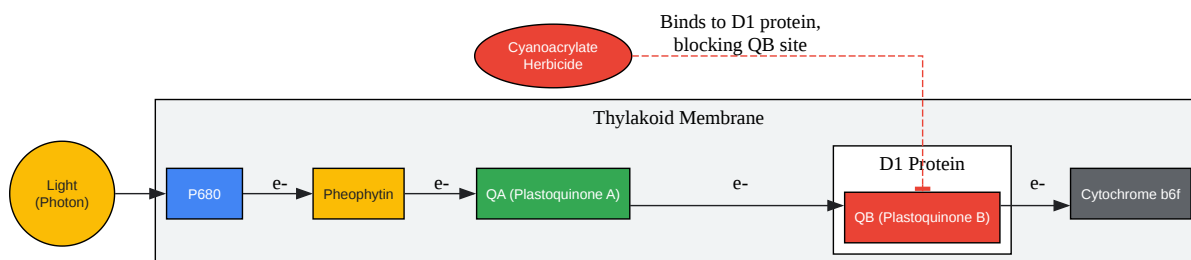 Cyanoacrylate
Herbicide
Binds to D1 protein,
blocking QB site
Thylakoid Membrane
Light
(Photon)
P680
e-
Pheophytin
e-
QA (Plastoquinone A)
e-
D1 Protein
QB (Plastoquinone B)
e-
Cytochrome b6f